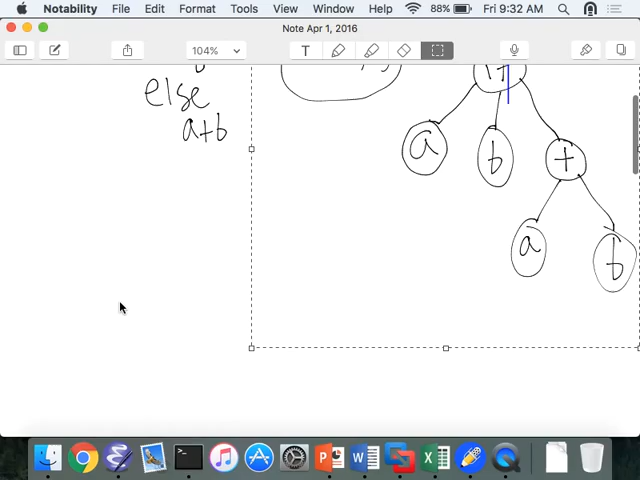 Notability File Edit Format Tools View Window Help 88% Fri 9:32 AM
Note Apr 1, 2016
104% T
if
else
a+b
a b +
a b